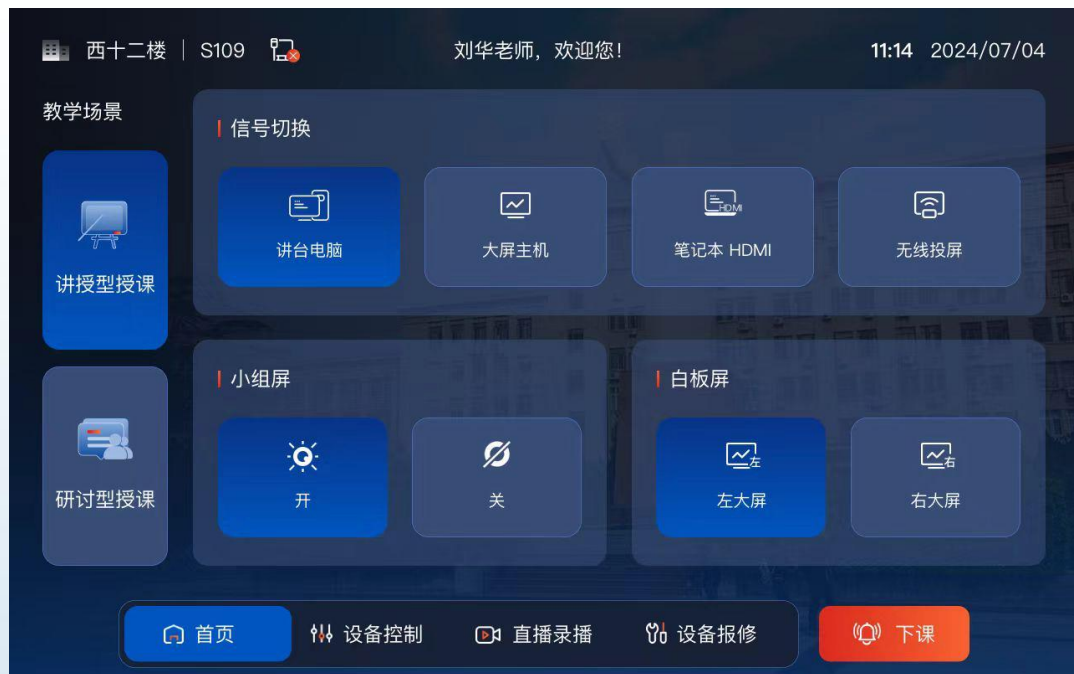 西十二楼 | S109 刘华老师，欢迎您！ 11:14 2024/07/04
教学场景
讲授型授课
研讨型授课
信号切换
讲台电脑 大屏主机 笔记本 HDMI 无线投屏
小组屏
开 关
白板屏
左大屏 右大屏
首页 设备控制 直播录播 设备报修 下课